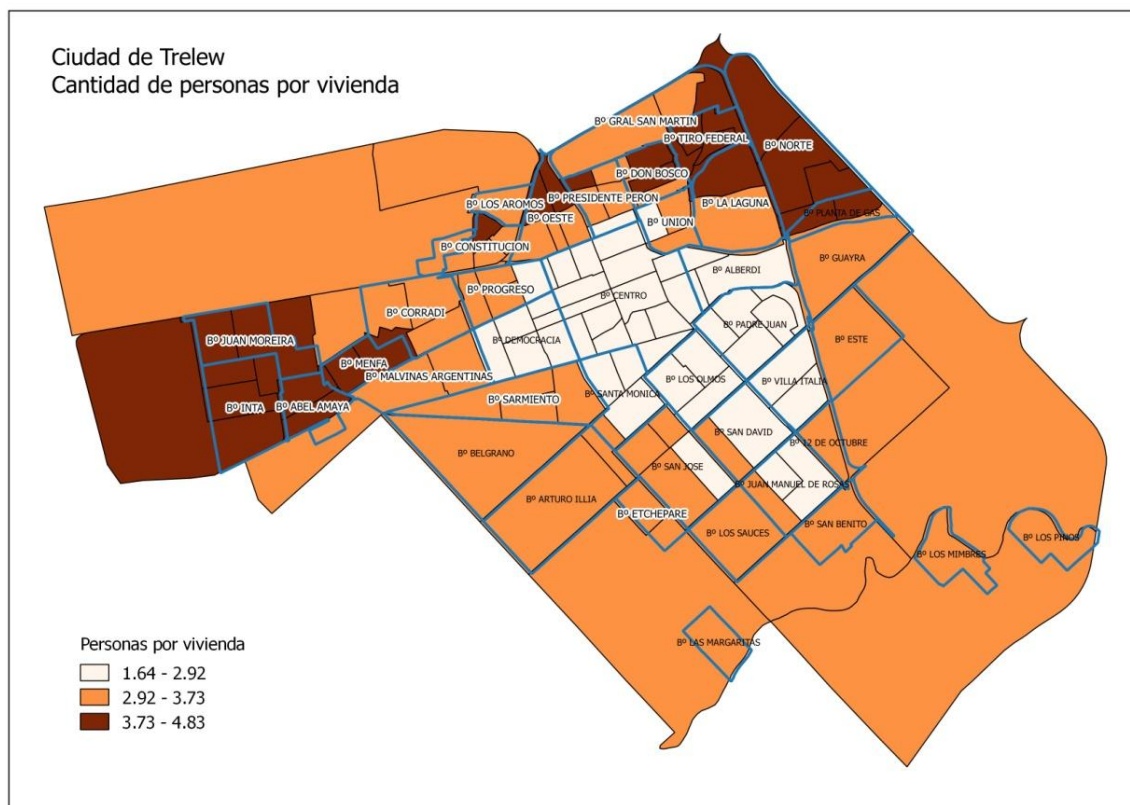 Ciudad de Trelew
Cantidad de personas por vivienda
Bº GRAL SAN MARTIN
Bº TIRO FEDERAL
Bº NORTE
Bº DON BOSCO
Bº PRESIDENTE PERON
Bº LOS AROMOS
Bº LA LAGUNA
Bº PLANTA DE GAS
Bº OESTE
Bº UNION
Bº CONSTITUCION
Bº GUAYRA
Bº ALBERDI
Bº PROGRESO
Bº CENTRO
Bº CORRADI
Bº PADRE JUAN
Bº JUAN MOREIRA
Bº DEMOCRACIA
Bº ESTE
Bº MENFA
Bº MALVINAS ARGENTINAS
Bº LOS OLMOS
Bº VILLA ITALIA
Bº SANTA MONICA
Bº SARMIENTO
Bº INTA
Bº ABEL AMAYA
Bº SAN DAVID
Bº 12 DE OCTUBRE
Bº BELGRANO
Bº SAN JOSE
Bº JUAN MANUEL DE ROSAS
Bº ARTURO ILLIA
Bº ETCHEPARE
Bº SAN BENITO
Bº LOS SAUCES
Bº LOS PINOS
Bº LOS MIMBRES
Bº LAS MARGARITAS
Personas por vivienda
1.64 - 2.92
2.92 - 3.73
3.73 - 4.83